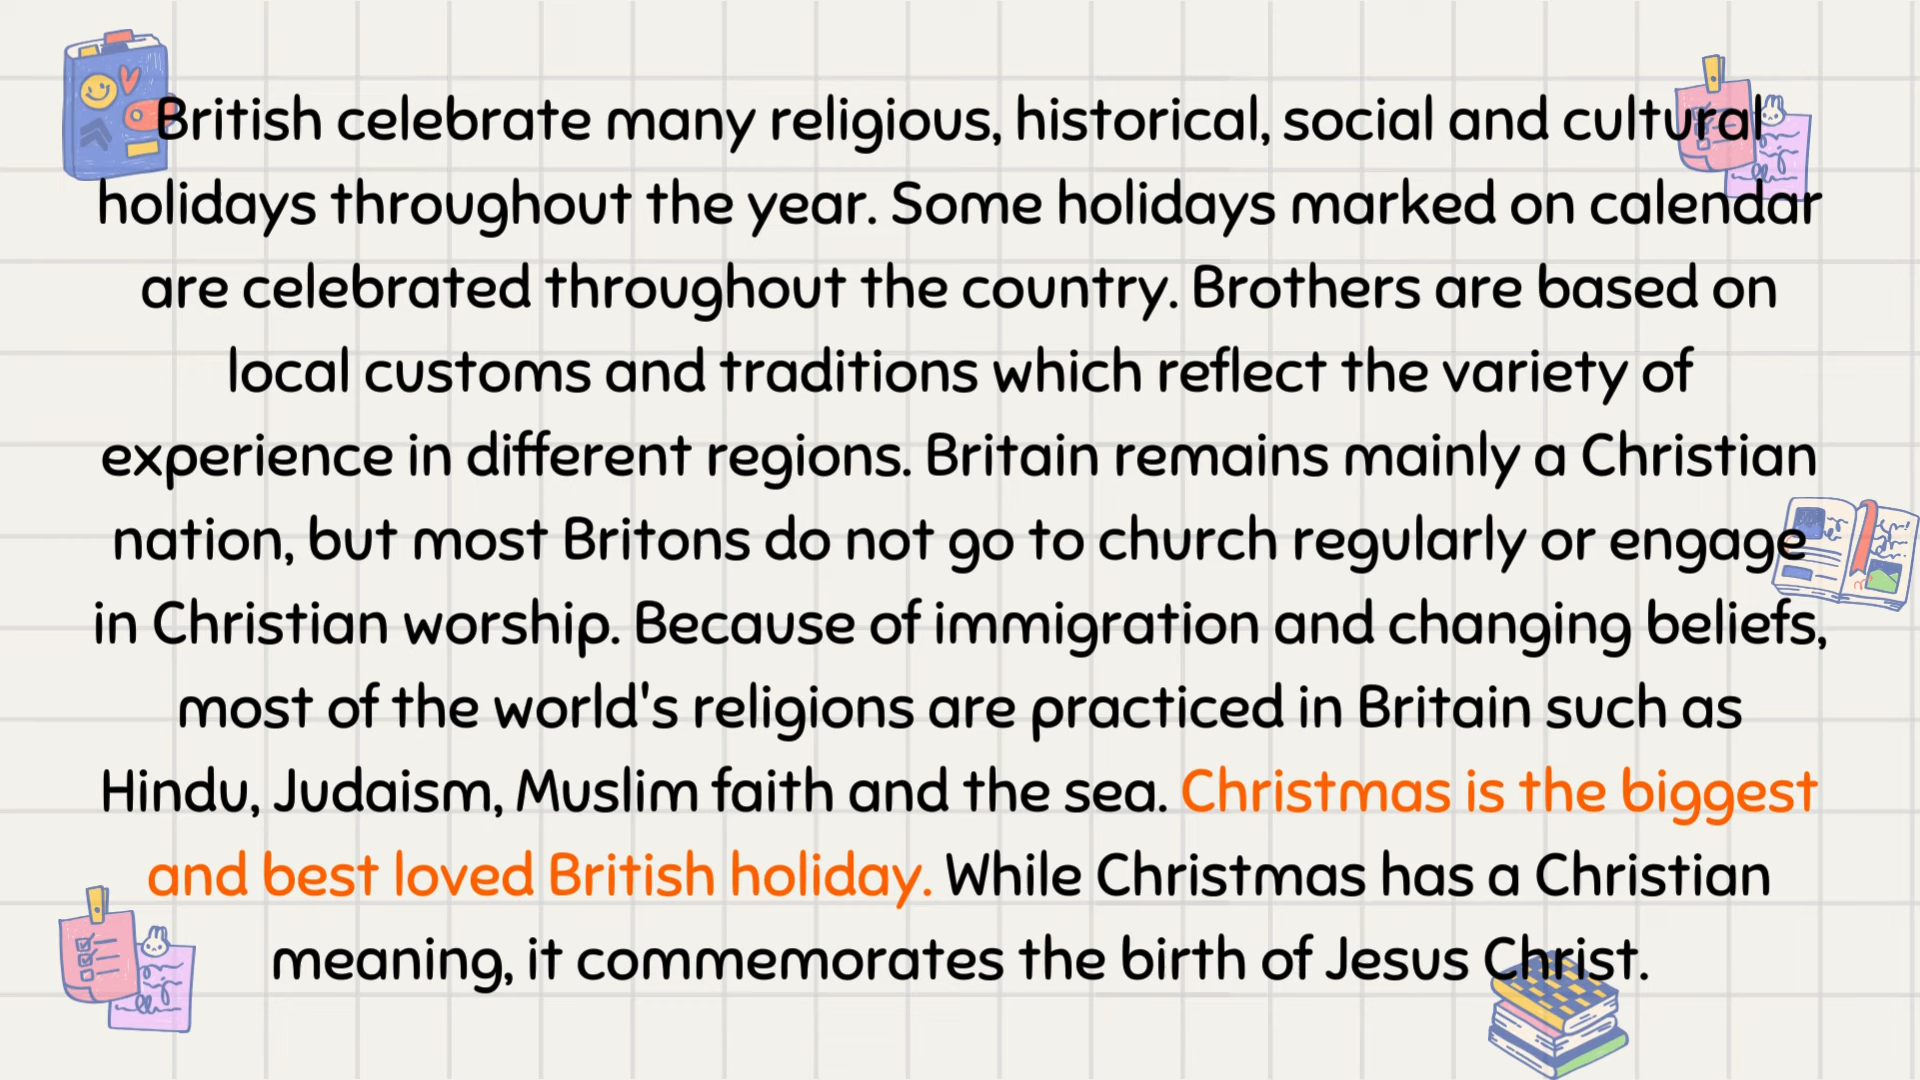 British celebrate many religious, historical, social and cultural
holidays throughout the year. Some holidays marked on calendar
are celebrated throughout the country. Brothers are based on
local customs and traditions which reflect the variety of
experience in different regions. Britain remains mainly a Christian
nation, but most Britons do not go to church regularly or engage
in Christian worship. Because of immigration and changing beliefs,
most of the world's religions are practiced in Britain such as
Hindu, Judaism, Muslim faith and the sea. Christmas is the biggest
and best loved British holiday. While Christmas has a Christian
meaning, it commemorates the birth of Jesus Christ.